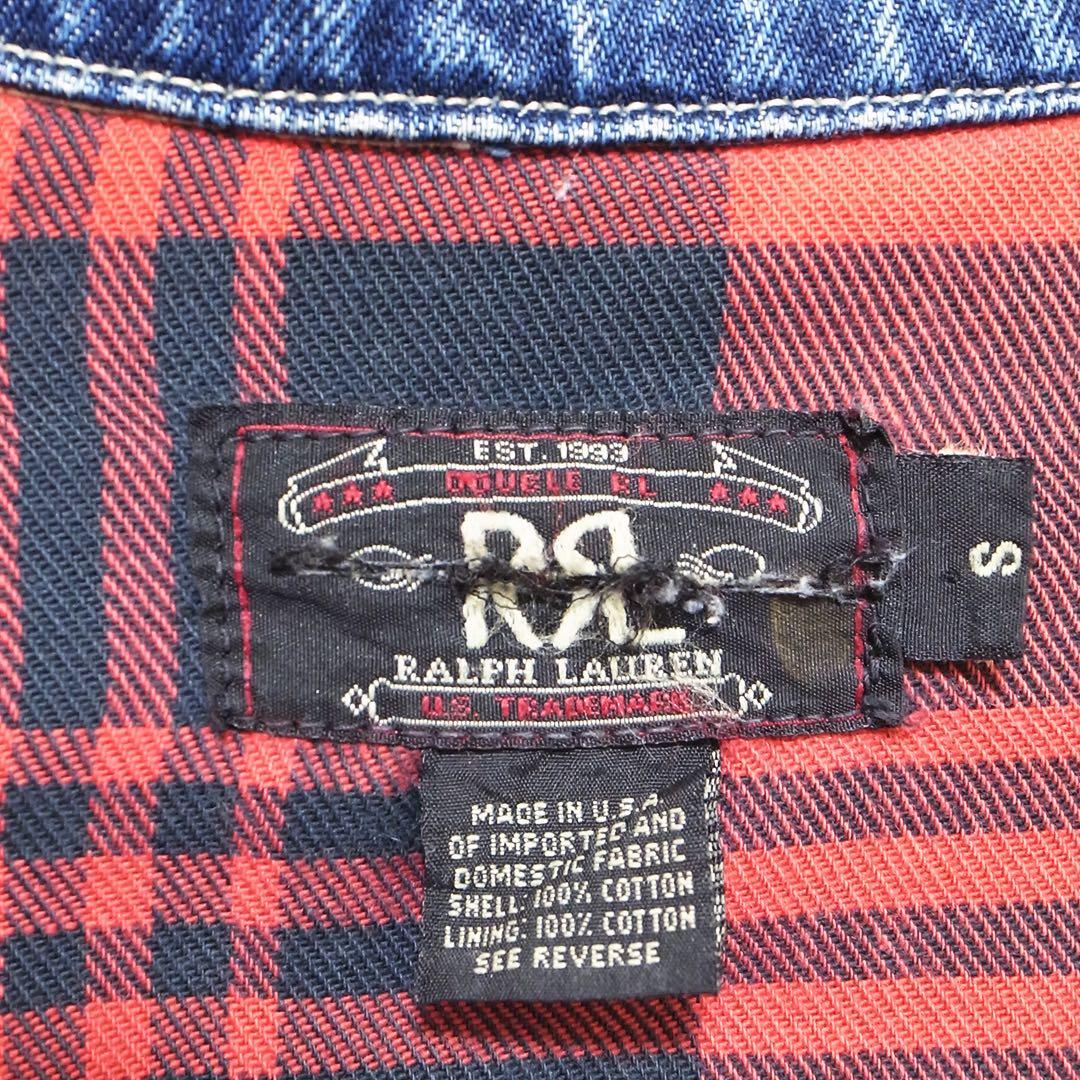 EST. 1993
DOUBLE RL
RRL
RALPH LAUREN
U.S. TRADEMARK
S
MADE IN U.S.A.
OF IMPORTED AND
DOMESTIC FABRIC
SHELL: 100% COTTON
LINING: 100% COTTON
SEE REVERSE